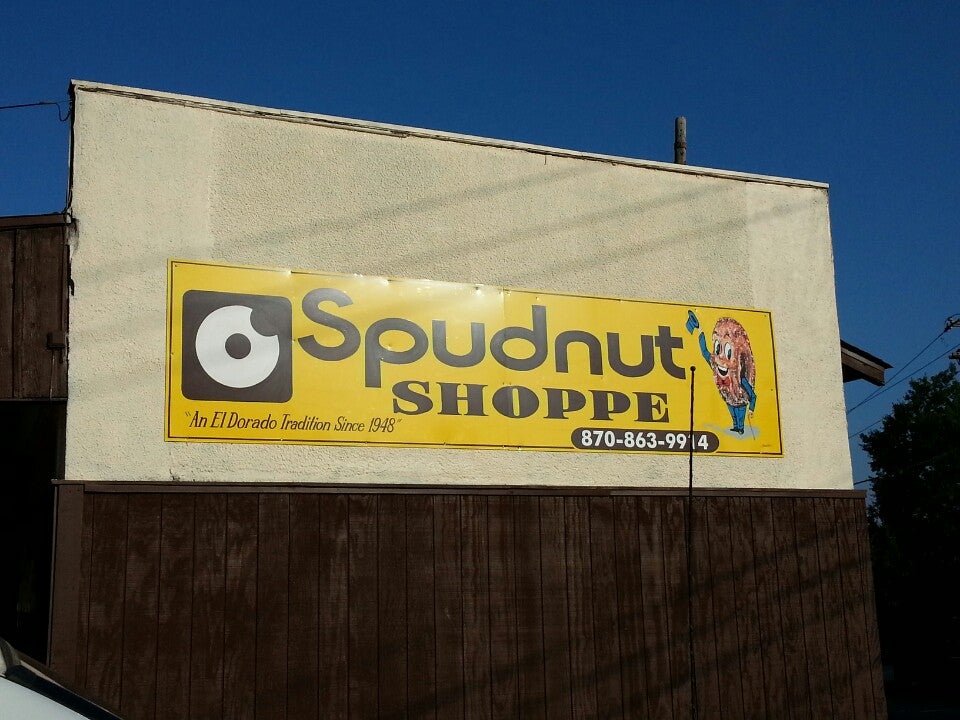 Spudnut
SHOPPE
"An El Dorado Tradition Since 1948"
870-863-9914